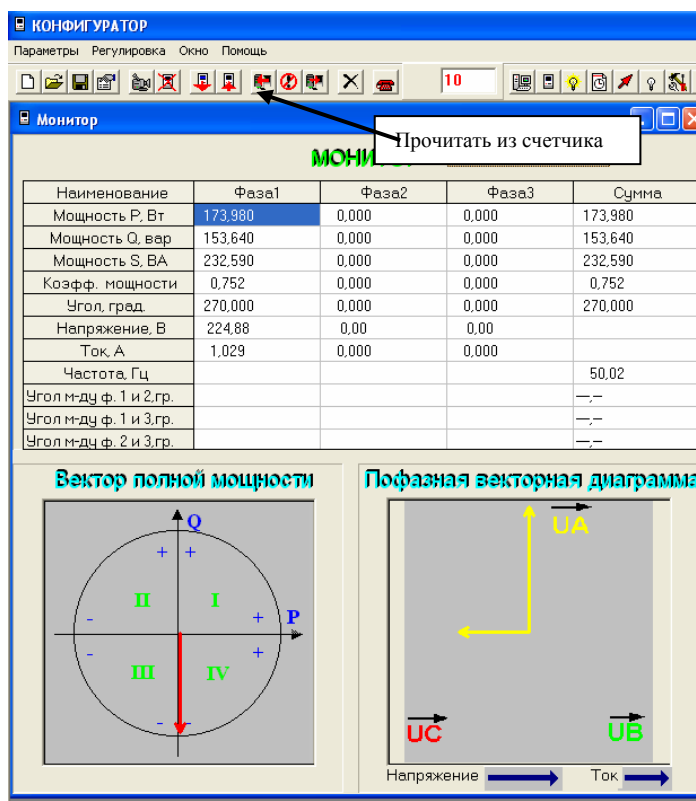 КОНФИГУРАТОР
Параметры Регулировка Окно Помощь
10
Монитор
Прочитать из счетчика
Наименование Фаза1 Фаза2 Фаза3 Сумма
Мощность P, Вт 173,980 0,000 0,000 173,980
Мощность Q, вар 153,640 0,000 0,000 153,640
Мощность S, ВА 232,590 0,000 0,000 232,590
Коэфф. мощности 0,752 0,000 0,000 0,752
Угол, град. 270,000 0,000 0,000 270,000
Напряжение, В 224,88 0,00 0,00
Ток, А 1,029 0,000 0,000
Частота, Гц 50,02
Угол м-ду ф. 1 и 2,гр. —,–
Угол м-ду ф. 1 и 3,гр. —,–
Угол м-ду ф. 2 и 3,гр. —,–
Вектор полной мощности Пофазная векторная диаграмма
Q UA
+ +
II I
- + P
- +
III IV
- -
UC UB
Напряжение Ток